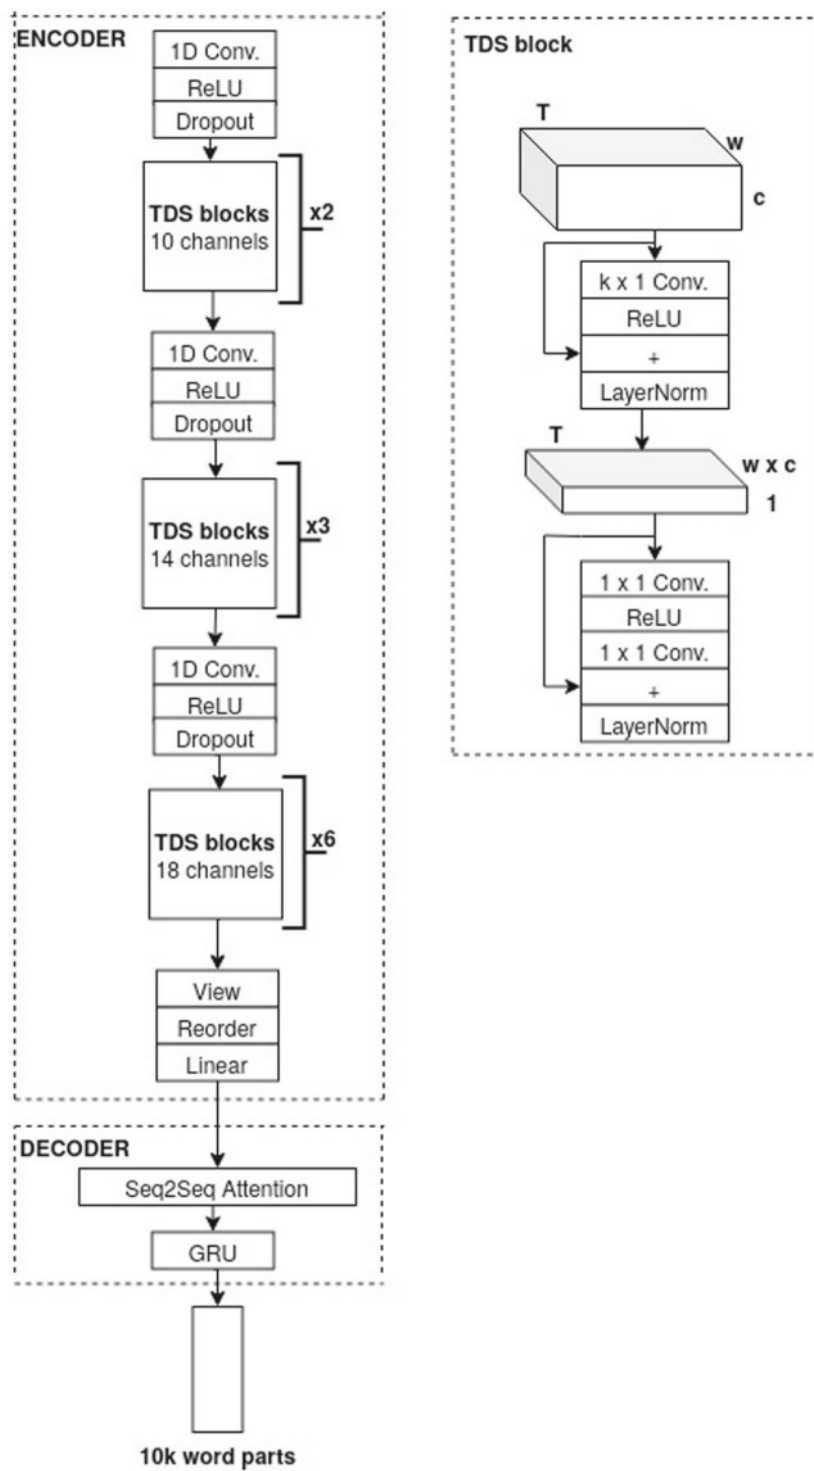 ENCODER
1D Conv.
ReLU
Dropout
TDS blocks
10 channels
x2
1D Conv.
ReLU
Dropout
TDS blocks
14 channels
x3
1D Conv.
ReLU
Dropout
TDS blocks
18 channels
x6
View
Reorder
Linear
DECODER
Seq2Seq Attention
GRU
10k word parts
TDS block
T
w
c
k x 1 Conv.
ReLU
+
LayerNorm
T
w x c
1
1 x 1 Conv.
ReLU
1 x 1 Conv.
+
LayerNorm